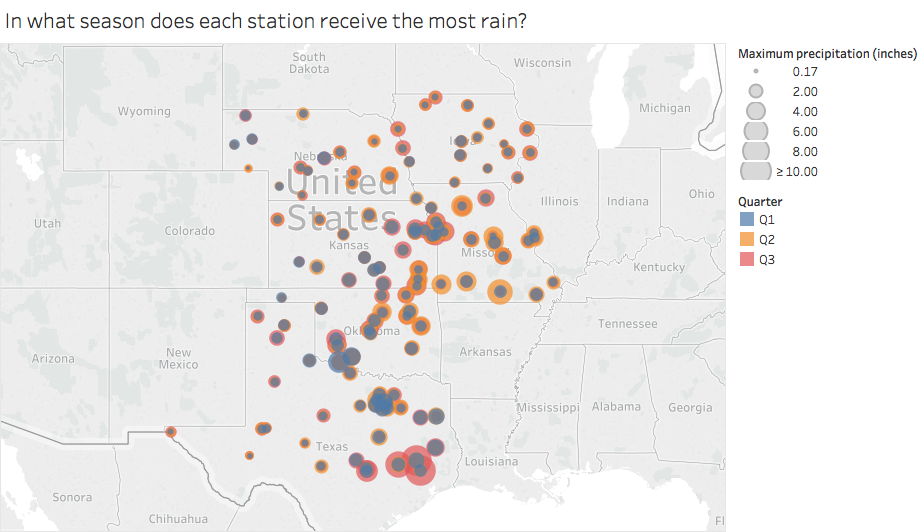 In what season does each station receive the most rain?
South
Dakota
Wisconsin
Wyoming
Michigan
Iowa
Nebraska
United
States
Illinois
Indiana
Ohio
Utah
Colorado
Kansas
Missouri
Kentucky
Oklahoma
Tennessee
Arizona
New
Mexico
Arkansas
Mississippi
Alabama
Georgia
Texas
Louisiana
Sonora
Chihuahua
Fl
Maximum precipitation (inches)
0.17
2.00
4.00
6.00
8.00
≥ 10.00
Quarter
Q1
Q2
Q3